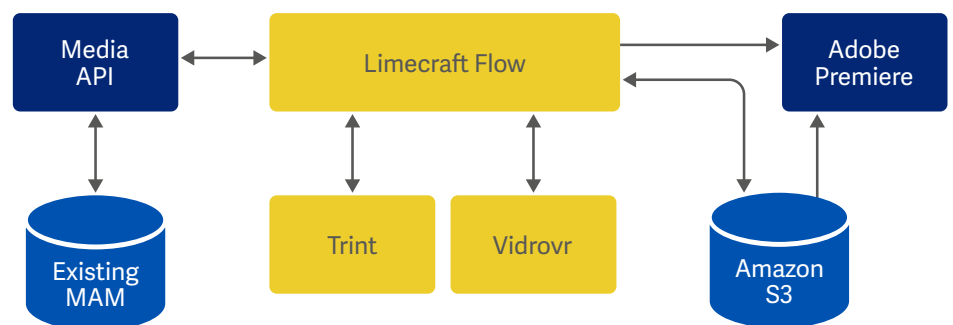 Media
API
Limecraft Flow
Adobe
Premiere
Trint
Vidrovr
Existing
MAM
Amazon
S3